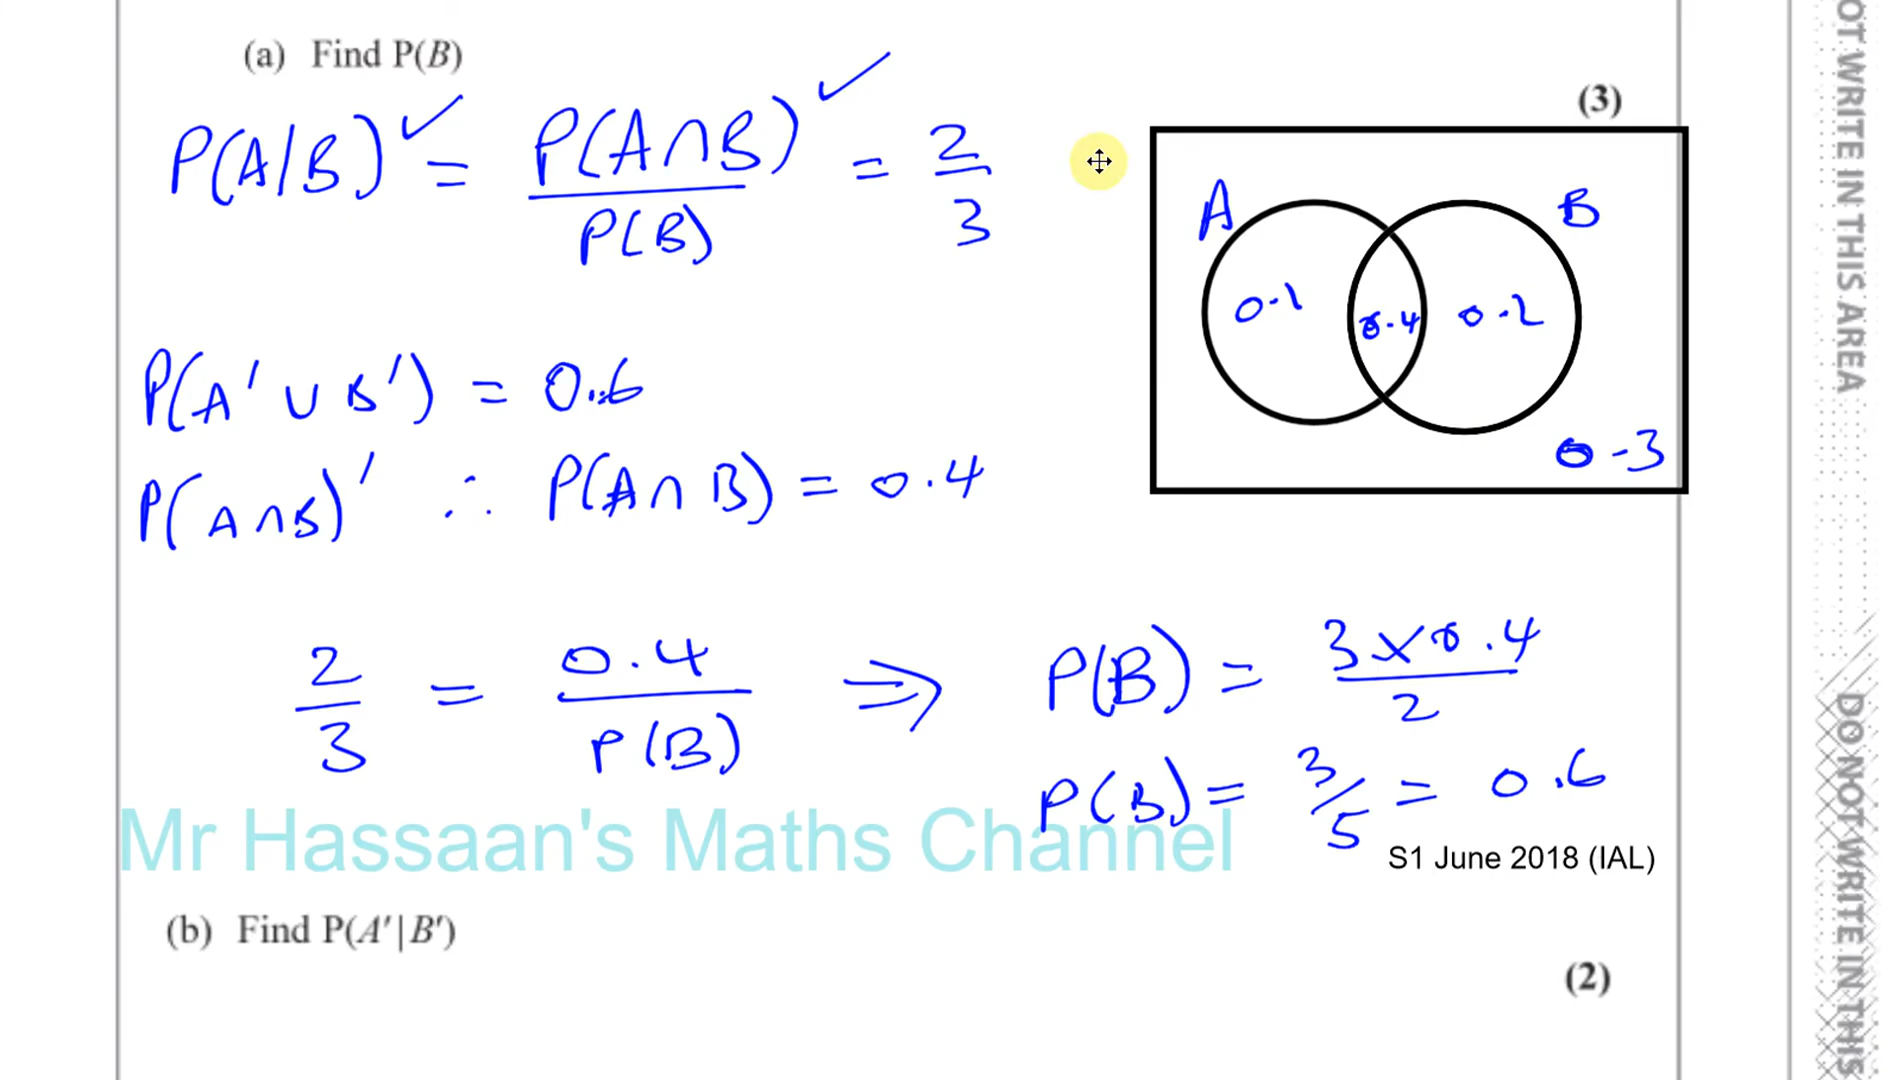 (a) Find P(B)
(3)
P(A/B) = P(A∩B) / P(B) = 2/3
A
B
0.1
0.4
0.2
0.3
P(A' ∪ B') = 0.6
P(A∩B)' ∴ P(A∩B) = 0.4
2/3 = 0.4 / P(B) ⇒ P(B) = 3×0.4 / 2
P(B) = 3/5 = 0.6
Mr Hassaan's Maths Channel
S1 June 2018 (IAL)
(b) Find P(A′|B′)
(2)
OT WRITE IN THIS AREA
DO NOT WRITE IN THIS